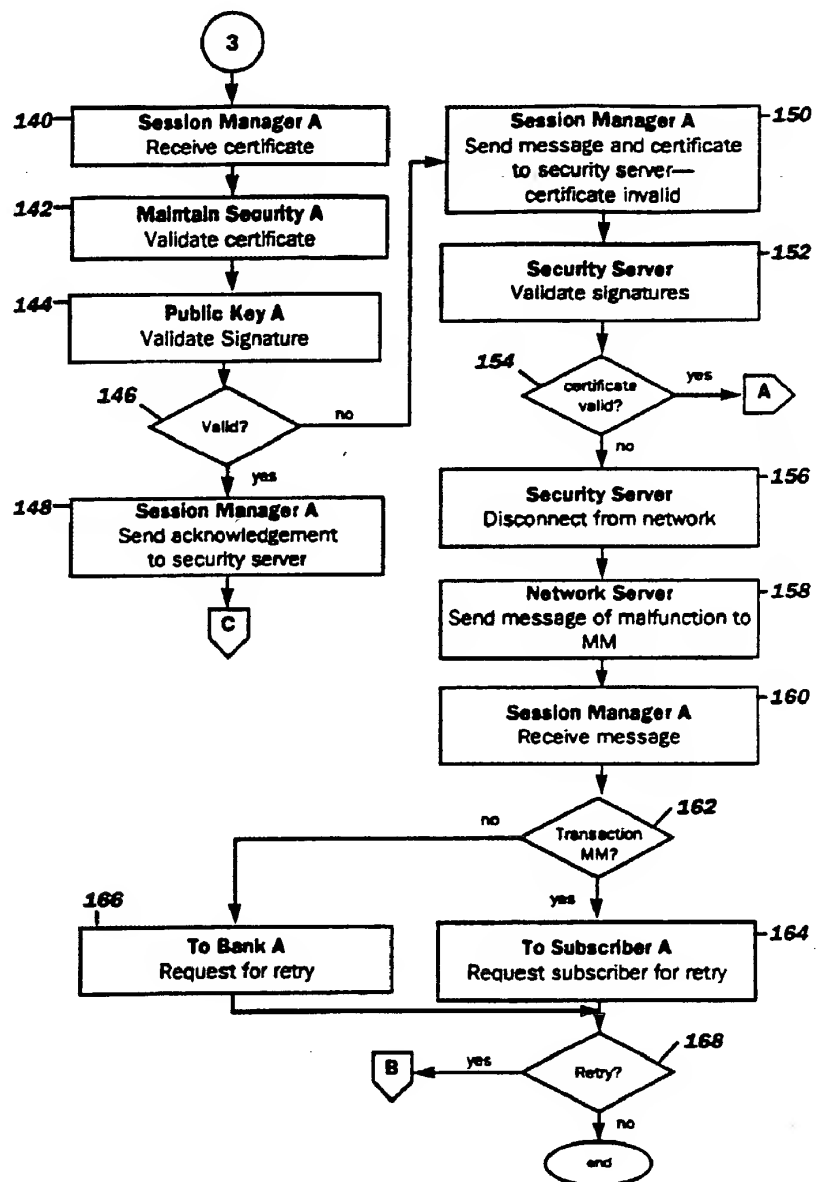 3
140
Session Manager A
Receive certificate
142
Maintain Security A
Validate certificate
144
Public Key A
Validate Signature
146
Valid?
no
yes
148
Session Manager A
Send acknowledgement
to security server
C
150
Session Manager A
Send message and certificate
to security server—
certificate invalid
152
Security Server
Validate signatures
154
certificate
valid?
yes
A
no
156
Security Server
Disconnect from network
158
Network Server
Send message of malfunction to
MM
160
Session Manager A
Receive message
162
Transaction
MM?
no
yes
166
To Bank A
Request for retry
164
To Subscriber A
Request subscriber for retry
168
Retry?
yes
B
no
end